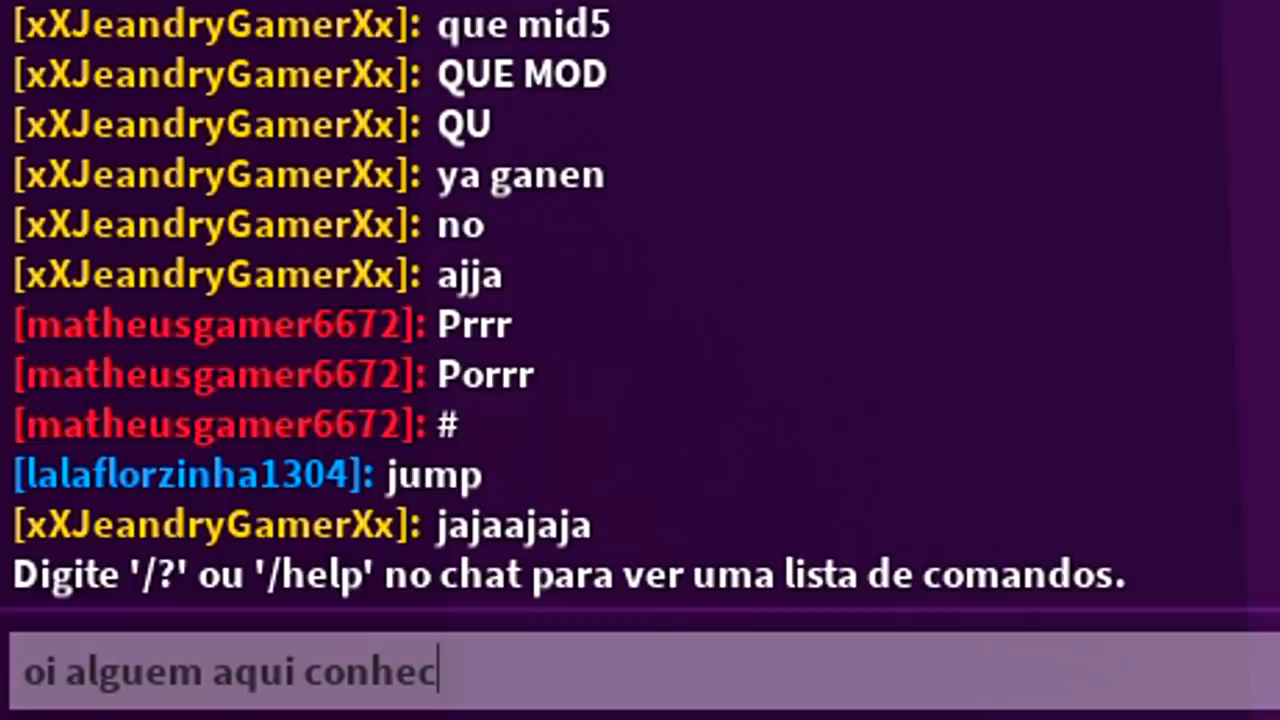 [xXJeandryGamerXx]: que mid5
[xXJeandryGamerXx]: QUE MOD
[xXJeandryGamerXx]: QU
[xXJeandryGamerXx]: ya ganen
[xXJeandryGamerXx]: no
[xXJeandryGamerXx]: ajja
[matheusgamer6672]: Prrr
[matheusgamer6672]: Porrr
[matheusgamer6672]: #
[lalaflorzinha1304]: jump
[xXJeandryGamerXx]: jajaajaja
Digite '/?' ou '/help' no chat para ver uma lista de comandos.
oi alguem aqui conhec